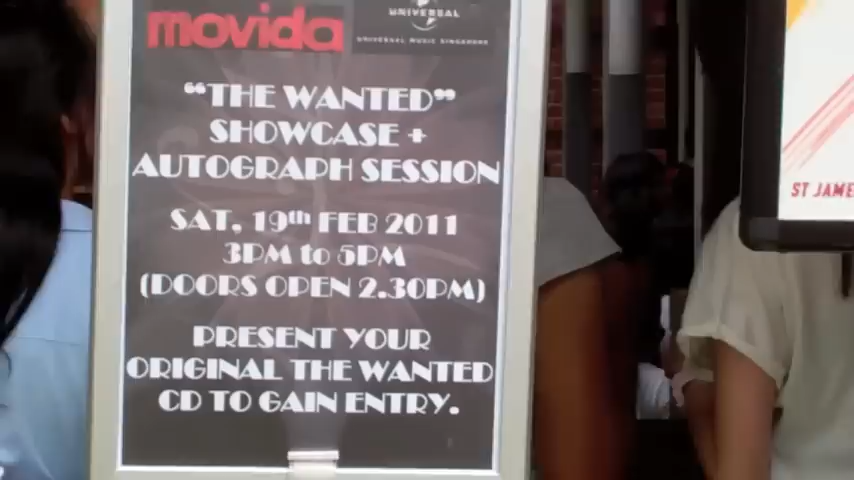 movida
UNIVERSAL
UNIVERSAL MUSIC SINGAPORE
“THE WANTED”
SHOWCASE +
AUTOGRAPH SESSION
SAT, 19th FEB 2011
3PM to 5PM
(DOORS OPEN 2.30PM)
PRESENT YOUR
ORIGINAL THE WANTED
CD TO GAIN ENTRY.
ST JAME